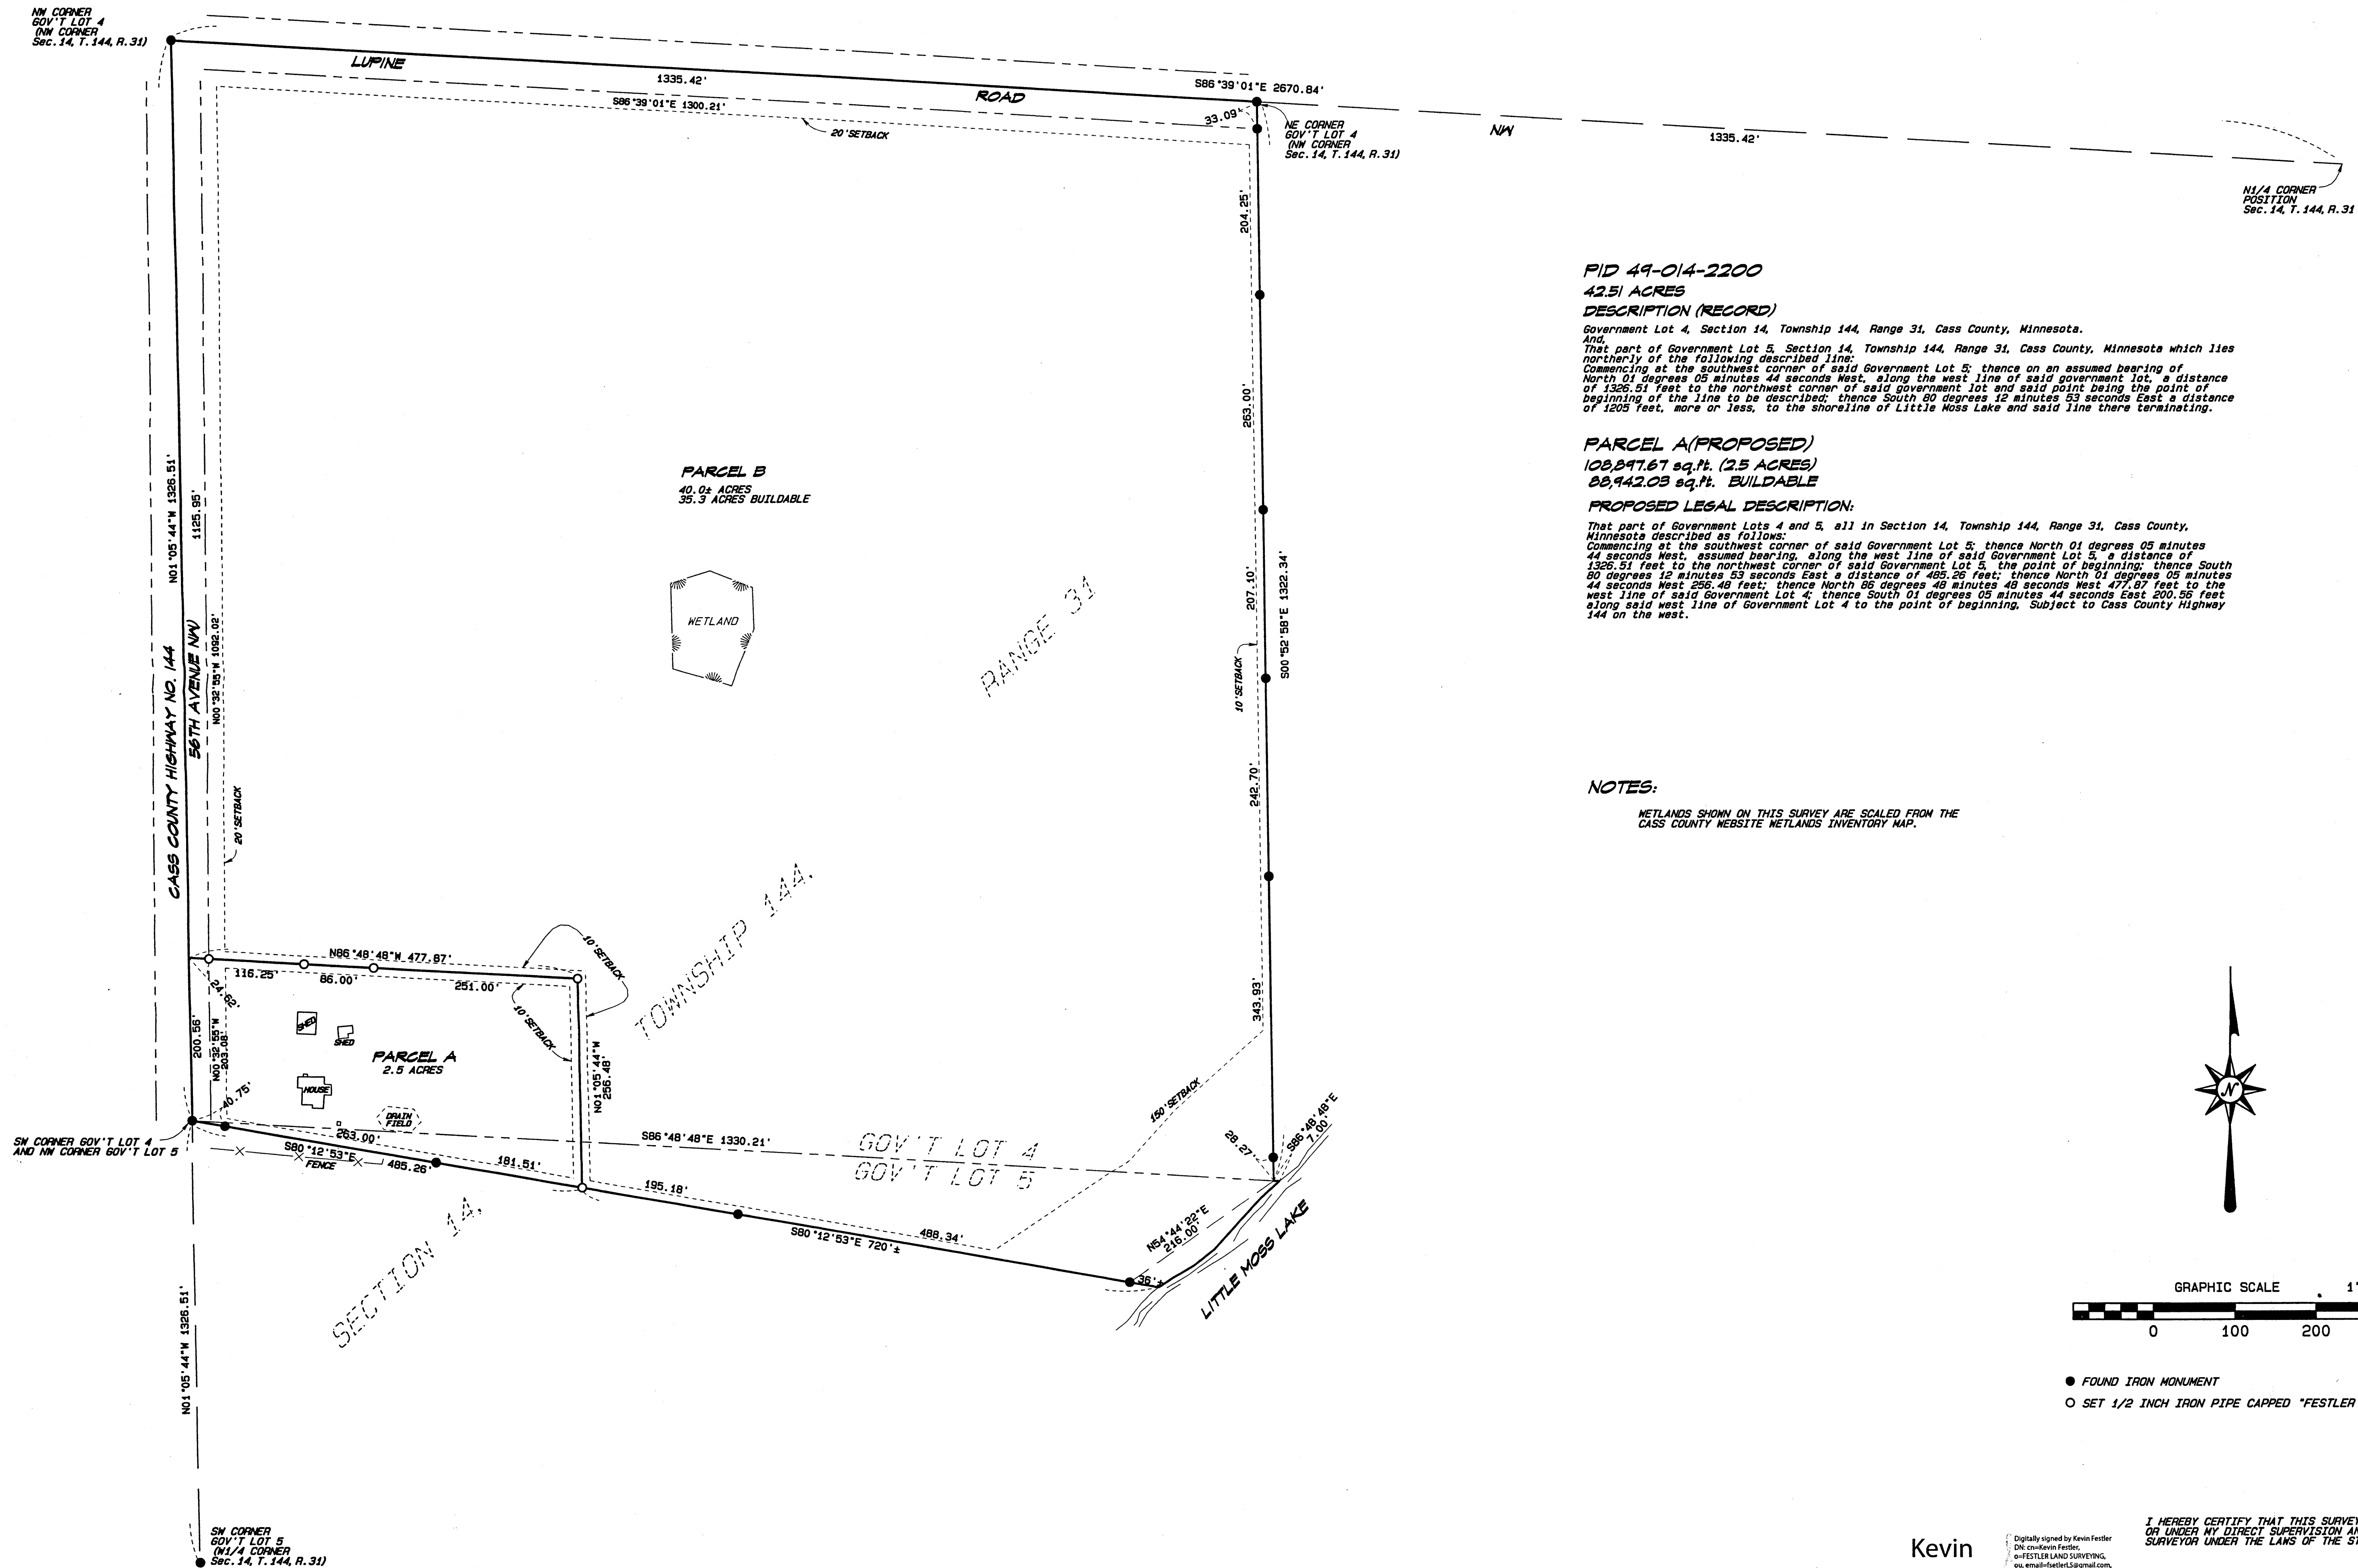 NW CORNER
GOV'T LOT 4
(NW CORNER
Sec. 14, T. 144, R. 31)
LUPINE
1335.42'
S86°39'01"E 1300.21'
20'SETBACK
ROAD
S86°39'01"E 2670.84'
33.09'
NE CORNER
GOV'T LOT 4
(NW CORNER
Sec. 14, T. 144, R. 31)
NW
1335.42'
N1/4 CORNER
POSITION
Sec. 14, T. 144, R. 31
204.25'
263.00'
207.10'
S00°52'58"E 1322.34'
10'SETBACK
242.70'
343.93'
PID 49-014-2200
42.51 ACRES
DESCRIPTION (RECORD)
Government Lot 4, Section 14, Township 144, Range 31, Cass County, Minnesota.
And,
That part of Government Lot 5, Section 14, Township 144, Range 31, Cass County, Minnesota which lies
northerly of the following described line:
Commencing at the southwest corner of said Government Lot 5; thence on an assumed bearing of
North 01 degrees 05 minutes 44 seconds West, along the west line of said government lot, a distance
of 1326.51 feet to the northwest corner of said government lot and said point being the point of
beginning of the line to be described; thence South 80 degrees 12 minutes 53 seconds East a distance
of 1205 feet, more or less, to the shoreline of Little Moss Lake and said line there terminating.
PARCEL A(PROPOSED)
108,897.67 sq.ft. (2.5 ACRES)
88,942.03 sq.ft. BUILDABLE
PROPOSED LEGAL DESCRIPTION:
That part of Government Lots 4 and 5, all in Section 14, Township 144, Range 31, Cass County,
Minnesota described as follows:
Commencing at the southwest corner of said Government Lot 5; thence North 01 degrees 05 minutes
44 seconds West, assumed bearing, along the west line of said Government Lot 5, a distance of
1326.51 feet to the northwest corner of said Government Lot 5, the point of beginning; thence South
80 degrees 12 minutes 53 seconds East a distance of 485.26 feet; thence North 01 degrees 05 minutes
44 seconds West 256.48 feet; thence North 86 degrees 48 minutes 48 seconds West 477.87 feet to the
west line of said Government Lot 4; thence South 01 degrees 05 minutes 44 seconds East 200.56 feet
along said west line of Government Lot 4 to the point of beginning, Subject to Cass County Highway
144 on the west.
NOTES:
WETLANDS SHOWN ON THIS SURVEY ARE SCALED FROM THE
CASS COUNTY WEBSITE WETLANDS INVENTORY MAP.
PARCEL B
40.0± ACRES
35.3 ACRES BUILDABLE
WETLAND
RANGE 31
TOWNSHIP 144,
SECTION 14,
N01°05'44"W 1326.51'
1125.95'
CASS COUNTY HIGHWAY NO. 144
56TH AVENUE NW)
N00°32'55"W 1092.02'
20'SETBACK
N86°48'48"W 477.87'
116.25'
86.00'
251.00'
24.62'
10'SETBACK
10'SETBACK
200.56'
N00°32'55"W
203.08'
40.75'
SHED
SHED
PARCEL A
2.5 ACRES
HOUSE
DRAIN
FIELD
N01°05'44"W
256.48'
SW CORNER GOV'T LOT 4
AND NW CORNER GOV'T LOT 5
263.00'
S80°12'53"E
485.26'
FENCE
181.51'
S86°48'48"E 1330.21'
GOV'T LOT 4
GOV'T LOT 5
195.18'
S80°12'53"E 720'±
488.34'
150'SETBACK
28.27'
S86°48'48"E
7.00'
N54°44'22"E
216.00'
36'±
LITTLE MOSS LAKE
N01°05'44"W 1326.51'
SW CORNER
GOV'T LOT 5
(W1/4 CORNER
Sec. 14, T. 144, R. 31)
N
GRAPHIC SCALE 1"
0 100 200
FOUND IRON MONUMENT
SET 1/2 INCH IRON PIPE CAPPED "FESTLER
Kevin
Digitally signed by Kevin Festler
DN: cn=Kevin Festler,
o=FESTLER LAND SURVEYING,
ou, email=fsetlerLS@gmail.com,
I HEREBY CERTIFY THAT THIS SURVEY
OR UNDER MY DIRECT SUPERVISION
SURVEYOR UNDER THE LAWS OF THE